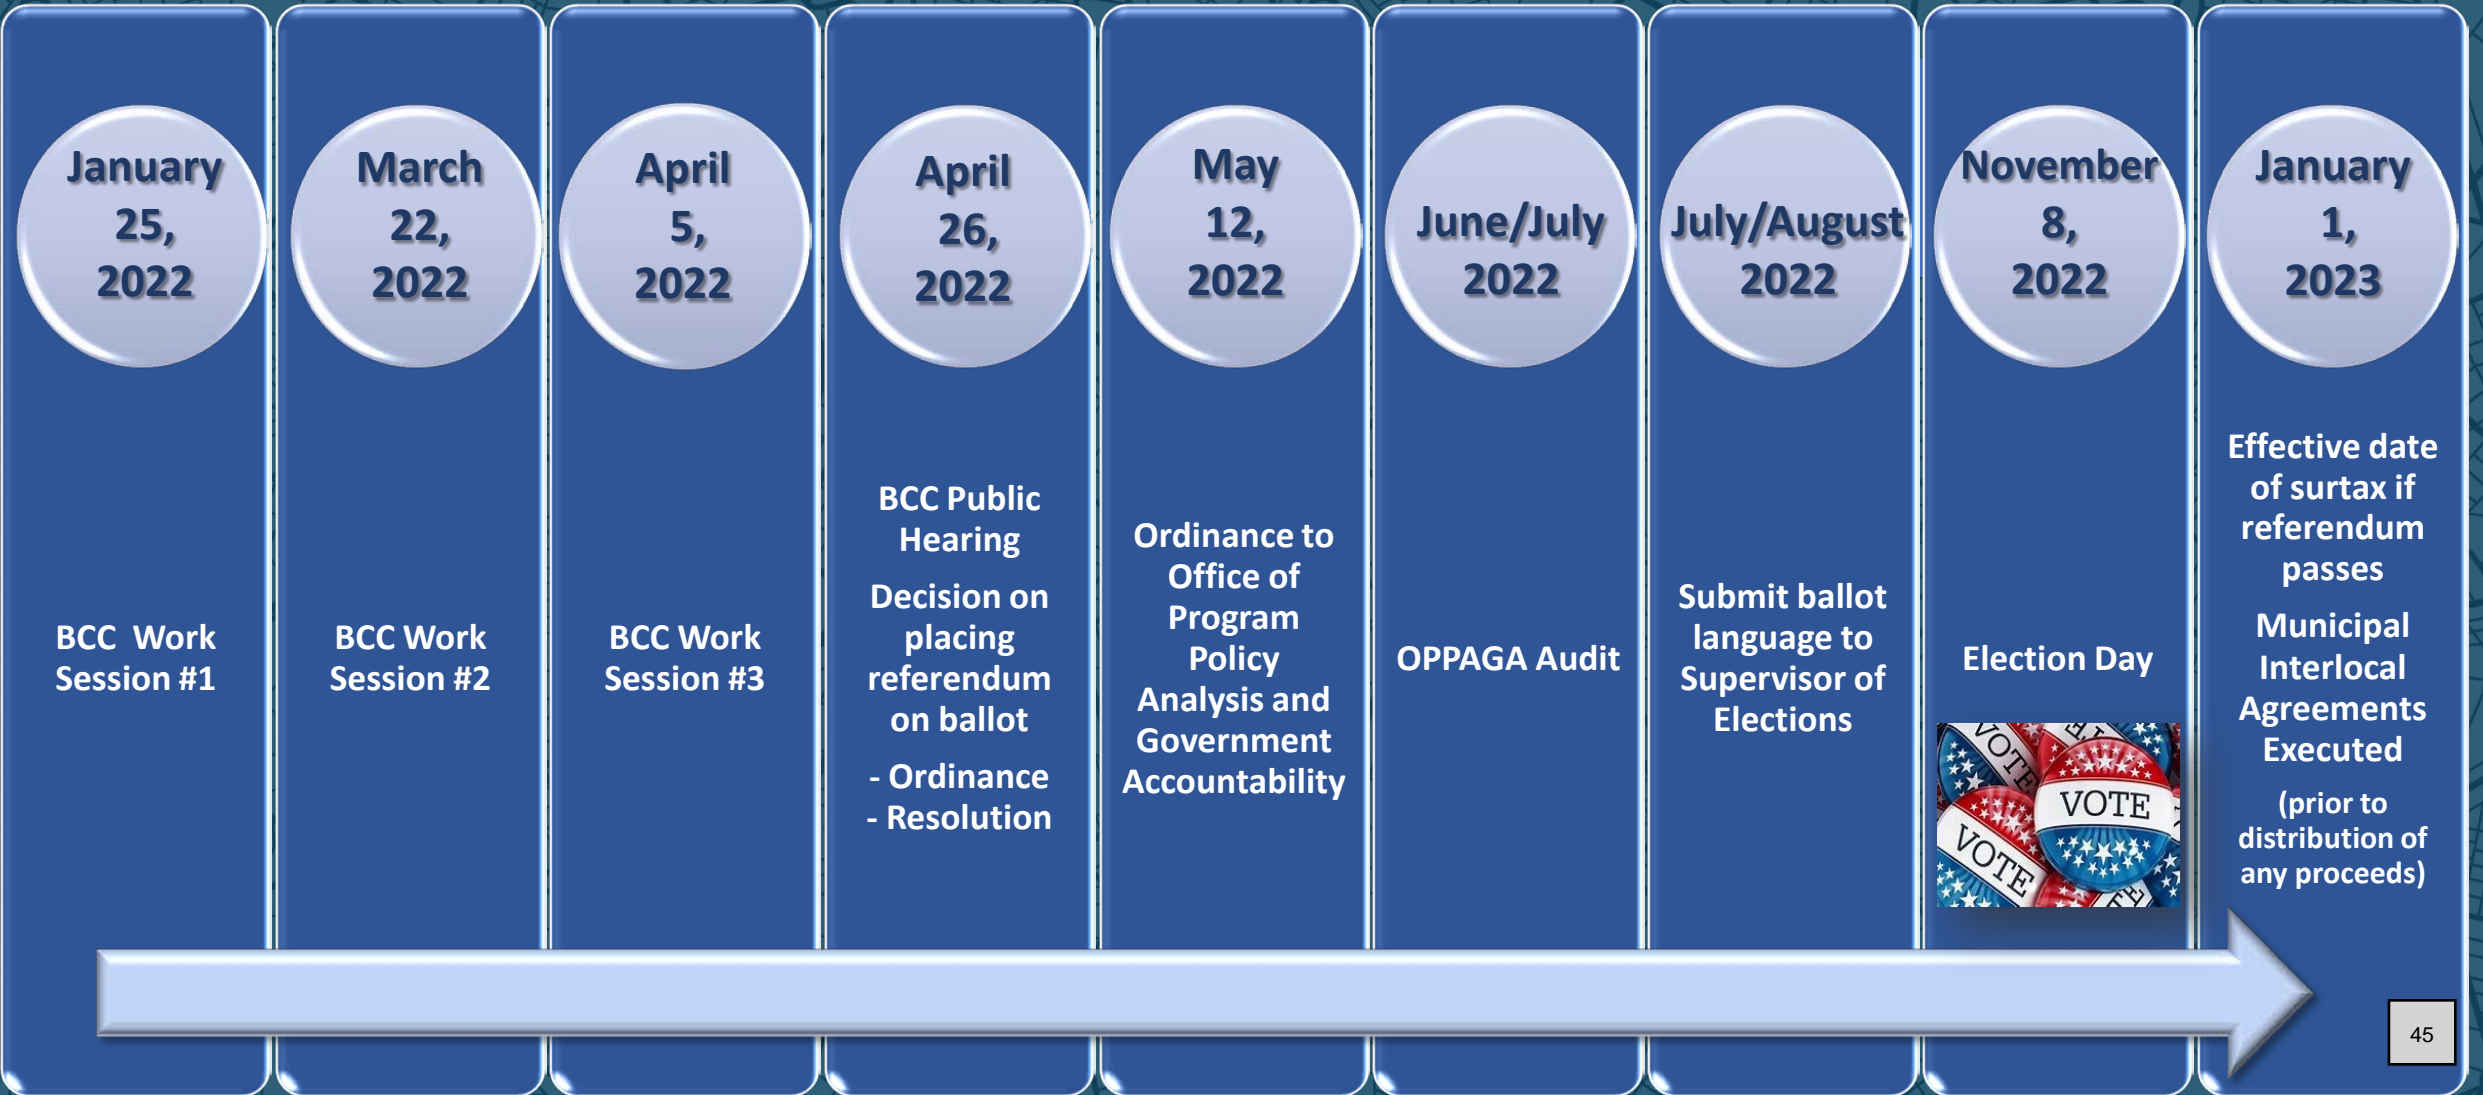 January
25,
2022
BCC  Work
Session #1
March
22,
2022
BCC Work
Session #2
April
5,
2022
BCC Work
Session #3
April
26,
2022
BCC Public
Hearing
Decision on
placing
referendum
on ballot
- Ordinance
- Resolution
May
12,
2022
Ordinance to
Office of
Program
Policy
Analysis and
Government
Accountability
June/July
2022
OPPAGA Audit
July/August
2022
Submit ballot
language to
Supervisor of
Elections
November
8,
2022
Election Day
VOTE
VOTE
VOTE
January
1,
2023
Effective date
of surtax if
referendum
passes
Municipal
Interlocal
Agreements
Executed
(prior to
distribution of
any proceeds)
45